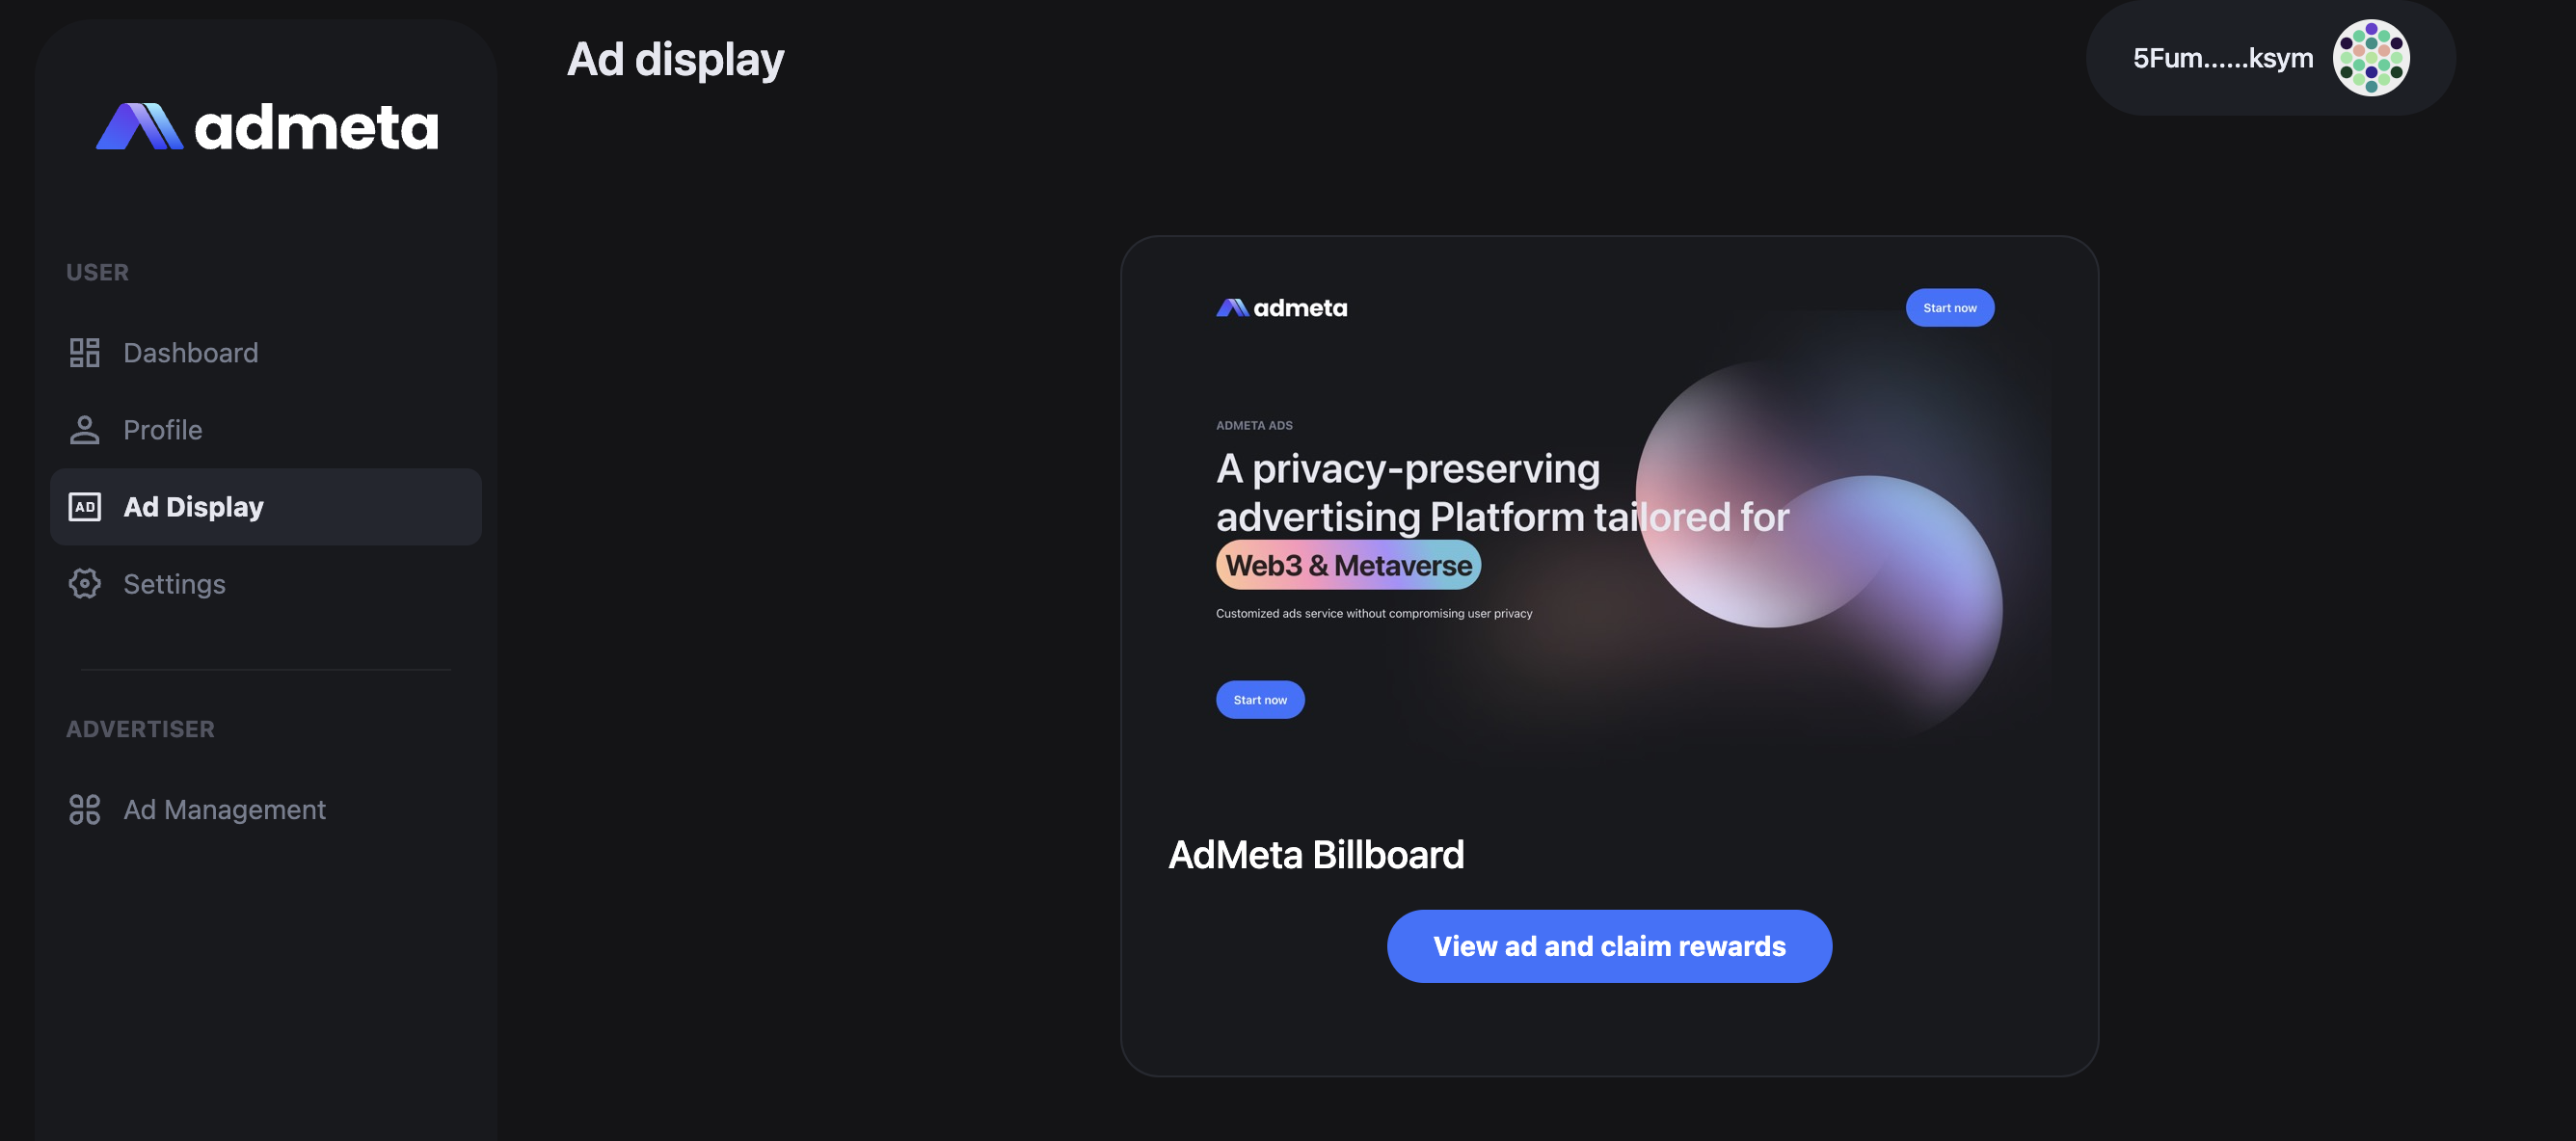 admeta
USER
Dashboard
Profile
AD
Ad Display
Settings
ADVERTISER
Ad Management
Ad display
5Fum......ksym
admeta
Start now
ADMETA ADS
A privacy-preserving
advertising Platform tailored for
Web3 & Metaverse
Customized ads service without compromising user privacy
Start now
AdMeta Billboard
View ad and claim rewards